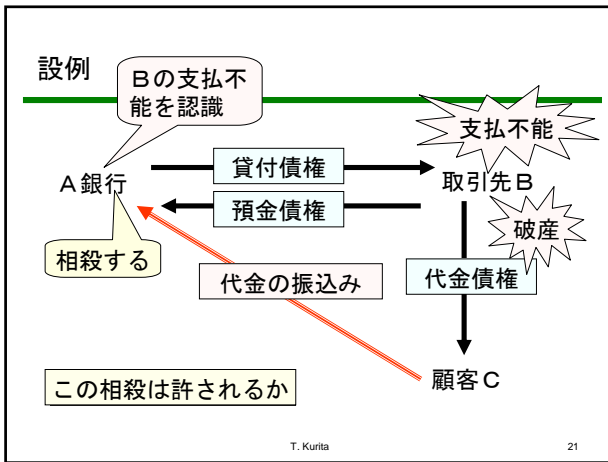 設例
Bの支払不
能を認識
支払不能
貸付債権
A銀行
取引先B
預金債権
破産
相殺する
代金の振込み
代金債権
顧客C
この相殺は許されるか
T. Kurita
21